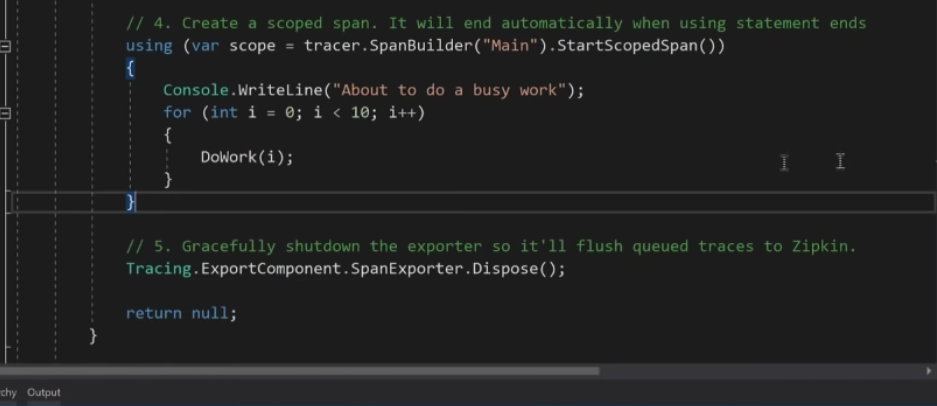 // 4. Create a scoped span. It will end automatically when using statement ends
using (var scope = tracer.SpanBuilder("Main").StartScopedSpan())
{
Console.WriteLine("About to do a busy work");
for (int i = 0; i < 10; i++)
{
DoWork(i);
}
}
// 5. Gracefully shutdown the exporter so it'll flush queued traces to Zipkin.
Tracing.ExportComponent.SpanExporter.Dispose();
return null;
}
rchy Output